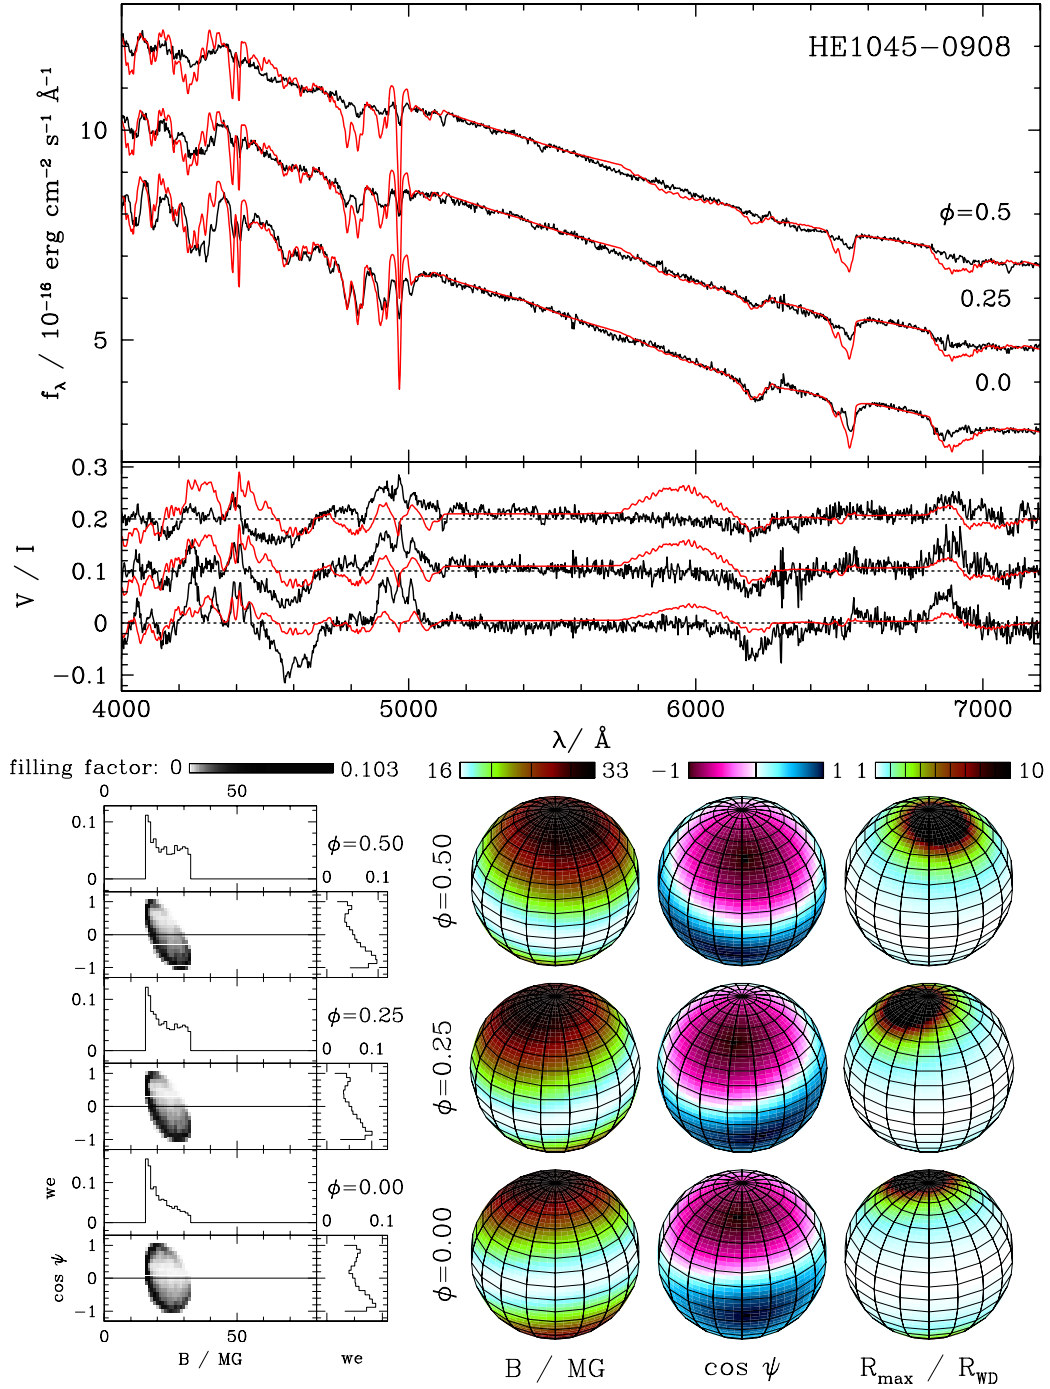 HE1045−0908
f_λ / 10⁻¹⁶ erg cm⁻² s⁻¹ Å⁻¹
10
5
ϕ=0.5
0.25
0.0
V / I
0.3
0.2
0.1
0
−0.1
4000 5000 6000 7000
λ/ Å
filling factor: 0 0.103
16 33
−1 1
1 10
0 50
0.1
0
ϕ=0.50
0 0.1
1
0
−1
0.1
0
ϕ=0.25
0 0.1
1
0
−1
we
0.1
0
ϕ=0.00
0 0.1
cos ψ
1
0
−1
0 50
B / MG
we
ϕ=0.50
ϕ=0.25
ϕ=0.00
B / MG
cos ψ
R_max / R_WD